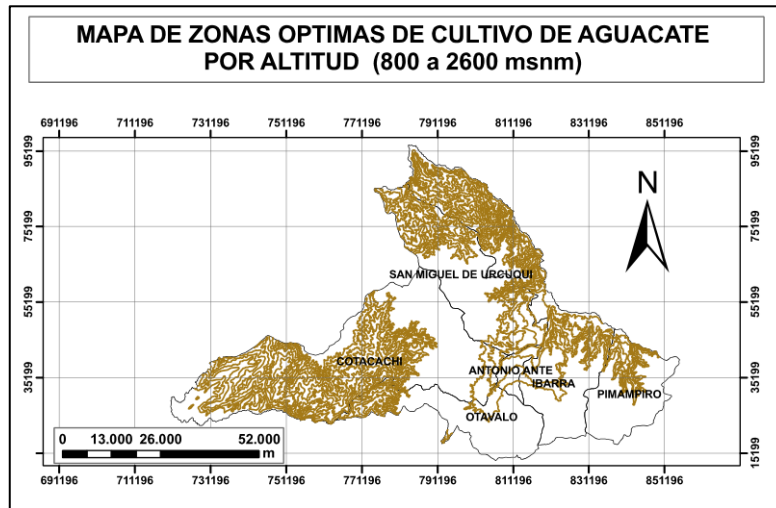 MAPA DE ZONAS OPTIMAS DE CULTIVO DE AGUACATE
POR ALTITUD (800 a 2600 msnm)
691196 711196 731196 751196 771196 791196 811196 831196 851196
95199 95199
N
75199 75199
SAN MIGUEL DE URCUQUI
55199 55199
COTACACHI
ANTONIO ANTE
35199 35199
IBARRA
PIMAMPIRO
OTAVALO
0 13.000 26.000 52.000
m
15199 15199
691196 711196 731196 751196 771196 791196 811196 831196 851196